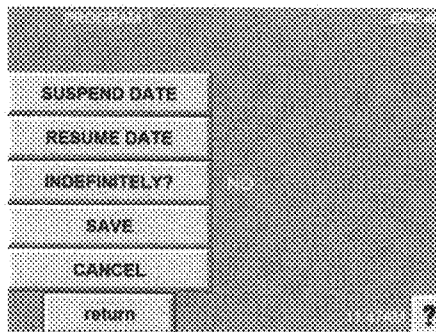 SUSPEND DATE
RESUME DATE
INDEFINITELY?
SAVE
CANCEL
return
?